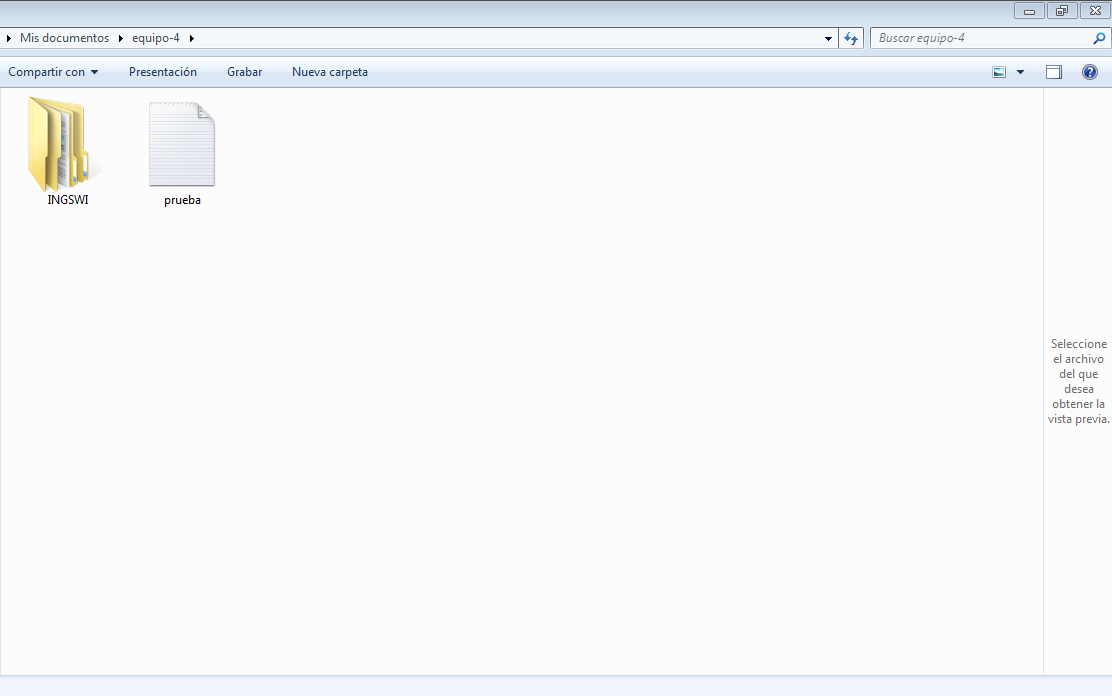 Mis documentos equipo-4
Buscar equipo-4
Compartir con Presentación Grabar Nueva carpeta
INGSWI prueba
Seleccione
el archivo
del que
desea
obtener la
vista previa.